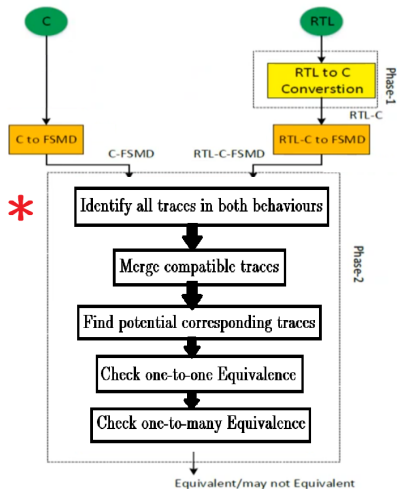 C
RTL
RTL to C
Converstion
Phase-1
RTL-C
C to FSMD
RTL-C to FSMD
C-FSMD
RTL-C-FSMD
Identify all traces in both behaviours
Merge compatible traces
Phase-2
Find potential corresponding traces
Check one-to-one Equivalence
Check one-to-many Equivalence
Equivalent/may not Equivalent